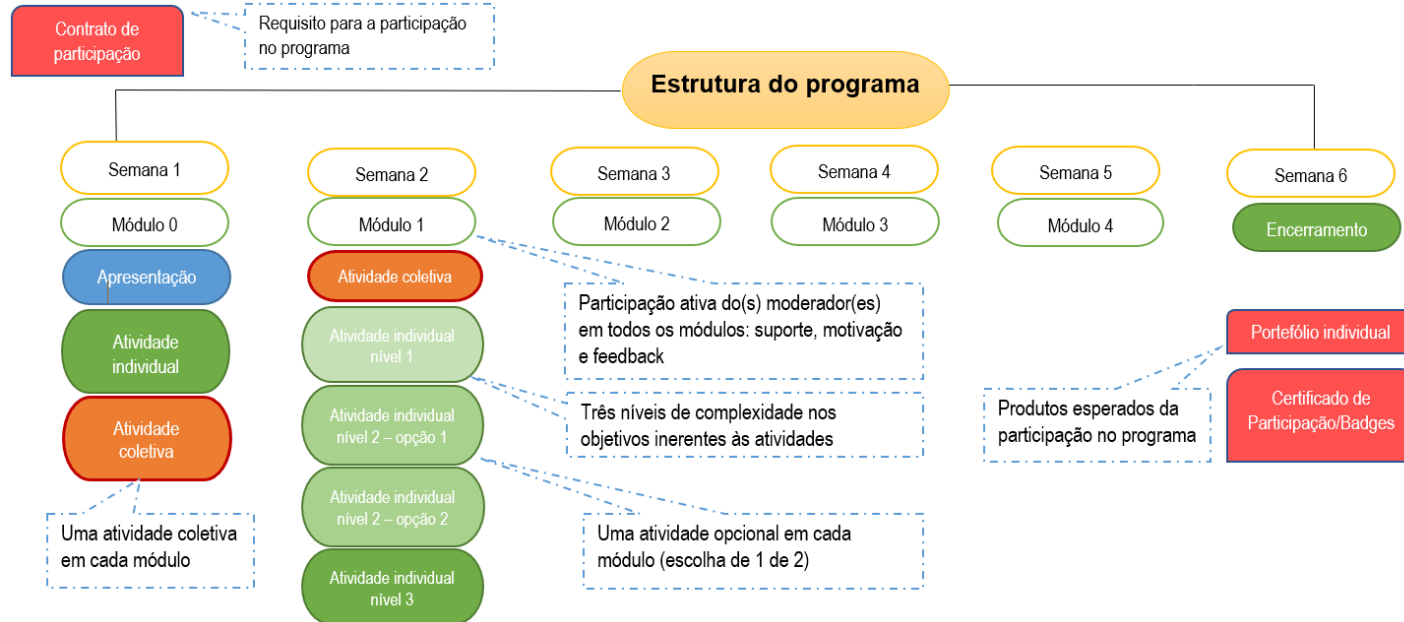 Contrato de
participação
Requisito para a participação
no programa
Estrutura do programa
Semana 1
Semana 2
Semana 3
Semana 4
Semana 5
Semana 6
Módulo 0
Módulo 1
Módulo 2
Módulo 3
Módulo 4
Encerramento
Apresentação
Atividade
individual
Atividade
coletiva
Uma atividade coletiva
em cada módulo
Atividade coletiva
Atividade individual
nível 1
Atividade individual
nível 2 – opção 1
Atividade individual
nível 2 – opção 2
Atividade individual
nível 3
Participação ativa do(s) moderador(es)
em todos os módulos: suporte, motivação
e feedback
Três níveis de complexidade nos
objetivos inerentes às atividades
Uma atividade opcional em cada
módulo (escolha de 1 de 2)
Produtos esperados da
participação no programa
Portefólio individual
Certificado de
Participação/Badges